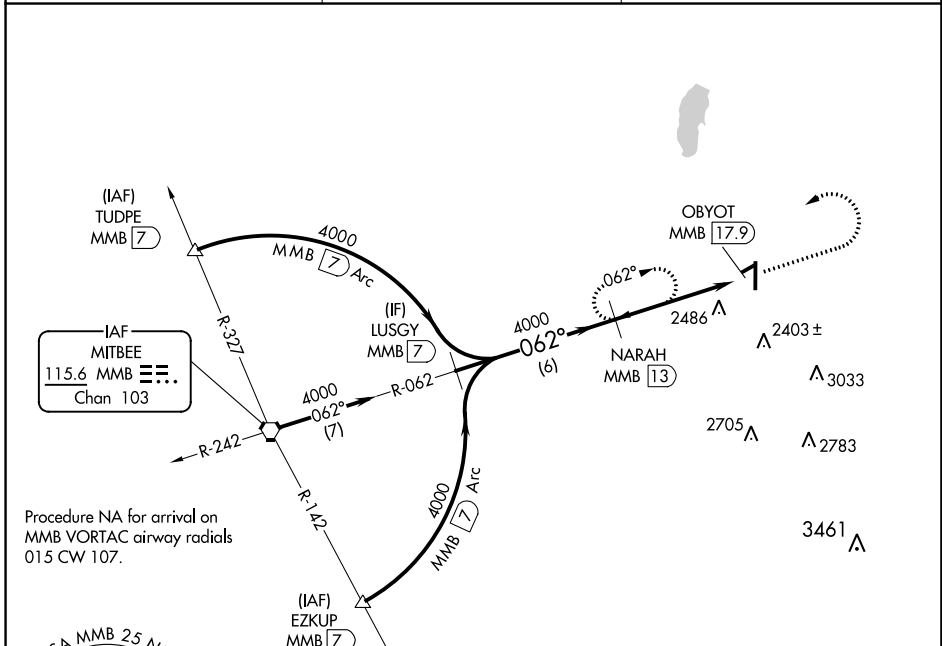 (IAF)
TUDPE
MMB 7
4000
MMB 7 Arc
OBYOT
MMB 17.9
062°
(IF)
LUSGY
MMB 7
R-327
IAF
MITBEE
115.6 MMB
Chan 103
4000
062°
(7)
R-062
4000
062°
(6)
2486
NARAH
MMB 13
2403 ±
3033
2705
2783
R-242
R-142
4000
MMB 7 Arc
Procedure NA for arrival on
MMB VORTAC airway radials
015 CW 107.
3461
(IAF)
EZKUP
MMB 7
MMB 25